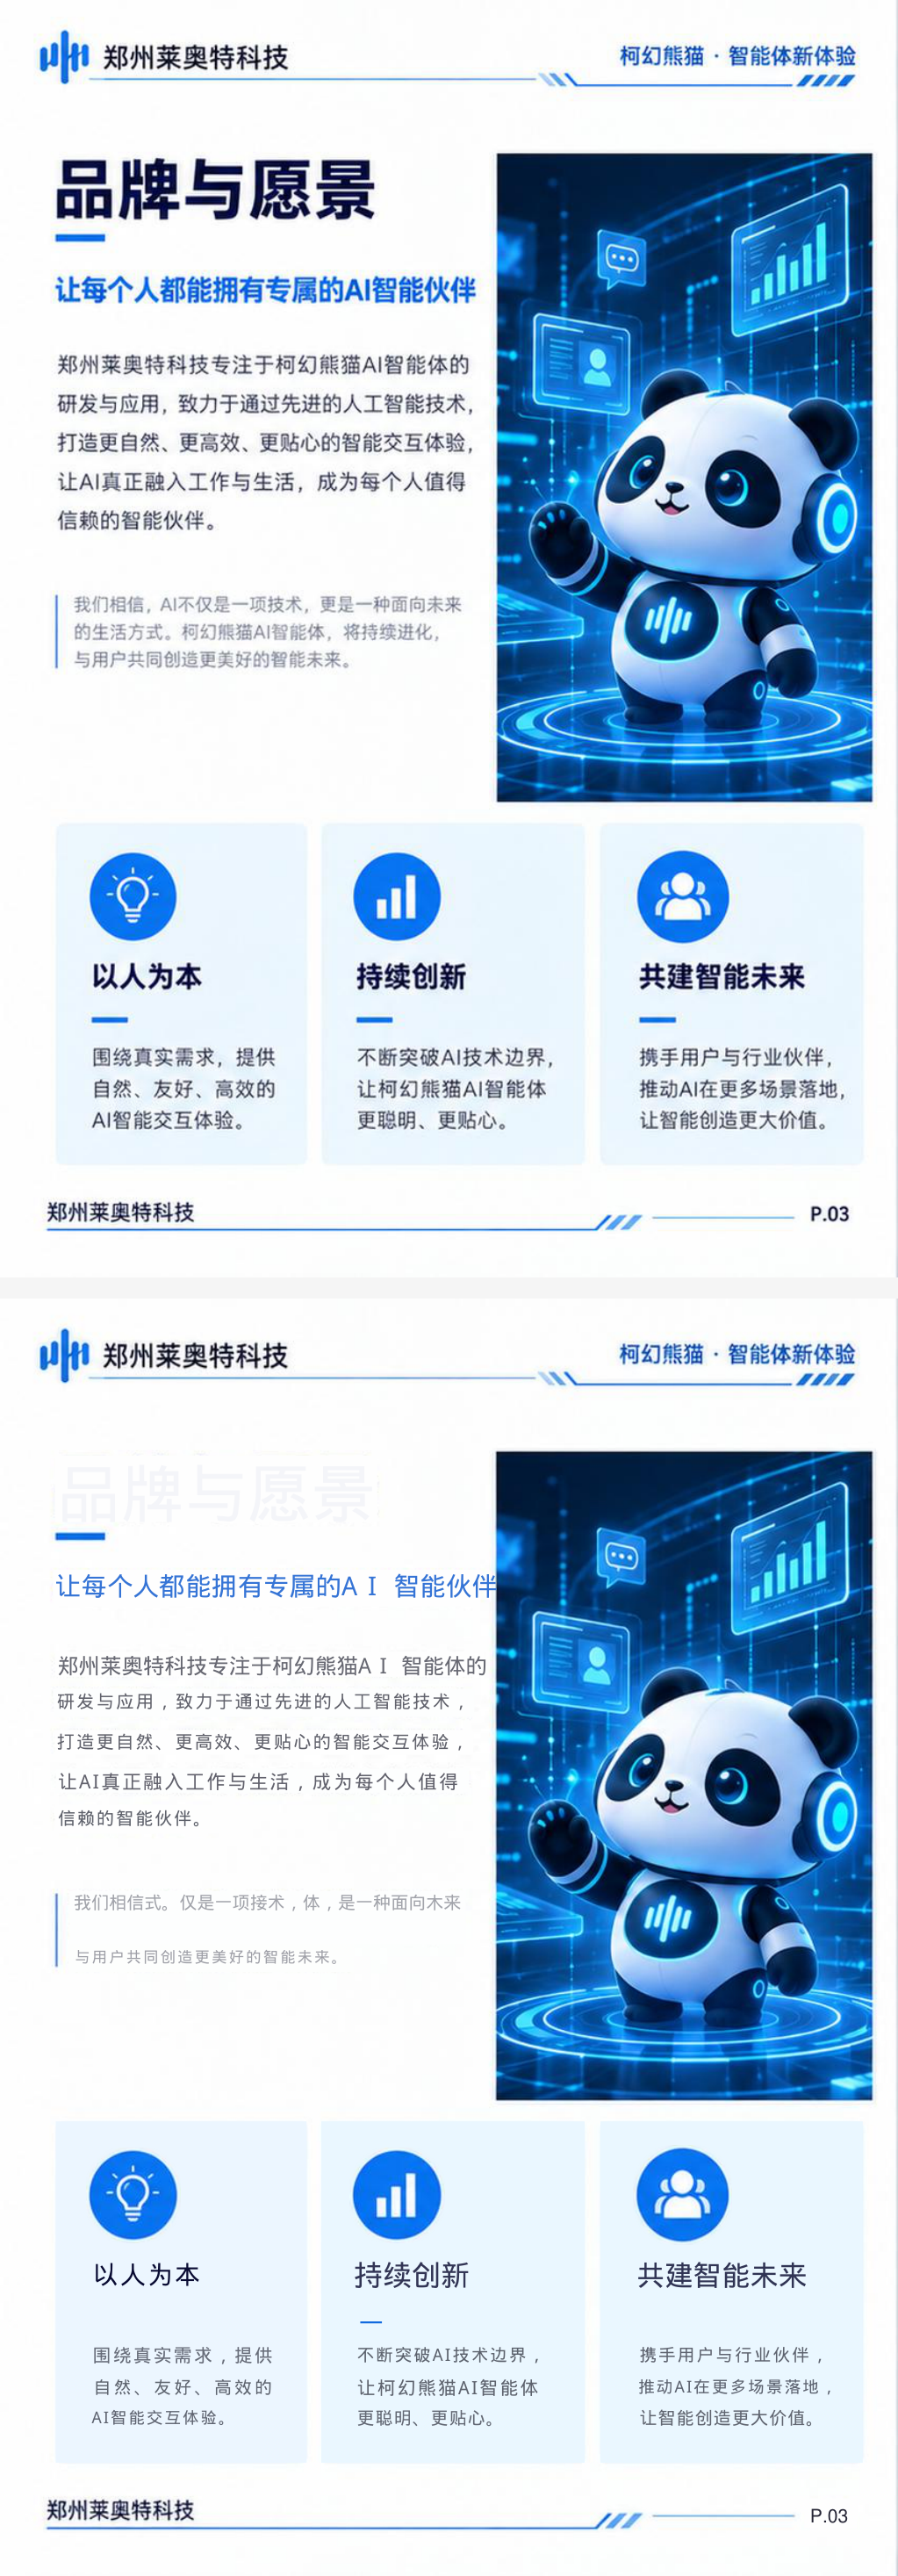 郑州莱奥特科技
柯幻熊猫 · 智能体新体验
品牌与愿景
让每个人都能拥有专属的AI智能伙伴
郑州莱奥特科技专注于柯幻熊猫AI智能体的
研发与应用，致力于通过先进的人工智能技术，
打造更自然、更高效、更贴心的智能交互体验，
让AI真正融入工作与生活，成为每个人值得
信赖的智能伙伴。
我们相信，AI不仅是一项技术，更是一种面向未来
的生活方式。柯幻熊猫AI智能体，将持续进化，
与用户共同创造更美好的智能未来。
以人为本
围绕真实需求，提供
自然、友好、高效的
AI智能交互体验。
持续创新
不断突破AI技术边界，
让柯幻熊猫AI智能体
更聪明、更贴心。
共建智能未来
携手用户与行业伙伴，
推动AI在更多场景落地，
让智能创造更大价值。
郑州莱奥特科技
P.03
郑州莱奥特科技
柯幻熊猫 · 智能体新体验
品牌与愿景
让每个人都能拥有专属的A I 智能伙伴
郑州莱奥特科技专注于柯幻熊猫A I 智能体的
研发与应用，致力于通过先进的人工智能技术，
打造更自然、更高效、更贴心的智能交互体验，
让AI真正融入工作与生活，成为每个人值得
信赖的智能伙伴。
我们相信式。仅是一项接术，体，是一种面向木来
与用户共同创造更美好的智能未来。
以人为本
围绕真实需求，提供
自然、友好、高效的
AI智能交互体验。
持续创新
不断突破AI技术边界，
让柯幻熊猫AI智能体
更聪明、更贴心。
共建智能未来
携手用户与行业伙伴，
推动AI在更多场景落地，
让智能创造更大价值。
郑州莱奥特科技
P.03